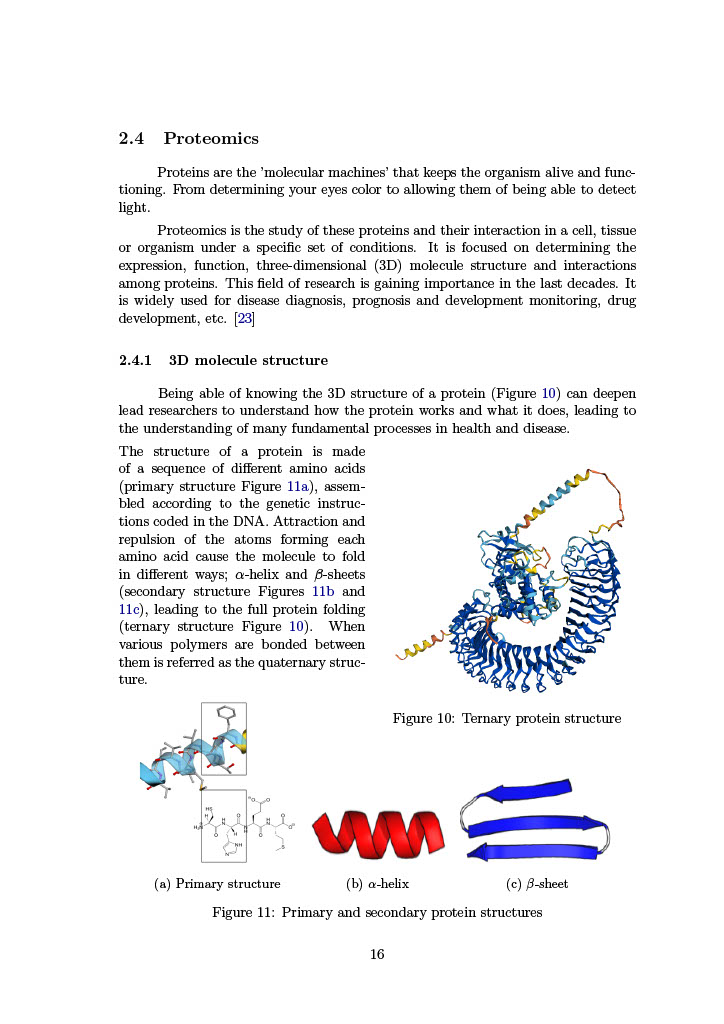 2.4 Proteomics
Proteins are the 'molecular machines' that keeps the organism alive and func-
tioning. From determining your eyes color to allowing them of being able to detect
light.
Proteomics is the study of these proteins and their interaction in a cell, tissue
or organism under a specific set of conditions. It is focused on determining the
expression, function, three-dimensional (3D) molecule structure and interactions
among proteins. This field of research is gaining importance in the last decades. It
is widely used for disease diagnosis, prognosis and development monitoring, drug
development, etc. [23]
2.4.1 3D molecule structure
Being able of knowing the 3D structure of a protein (Figure 10) can deepen
lead researchers to understand how the protein works and what it does, leading to
the understanding of many fundamental processes in health and disease.
The structure of a protein is made
of a sequence of different amino acids
(primary structure Figure 11a), assem-
bled according to the genetic instruc-
tions coded in the DNA. Attraction and
repulsion of the atoms forming each
amino acid cause the molecule to fold
in different ways; α-helix and β-sheets
(secondary structure Figures 11b and
11c), leading to the full protein folding
(ternary structure Figure 10). When
various polymers are bonded between
them is referred as the quaternary struc-
ture.
Figure 10: Ternary protein structure
(a) Primary structure
(b) α-helix
(c) β-sheet
Figure 11: Primary and secondary protein structures
16